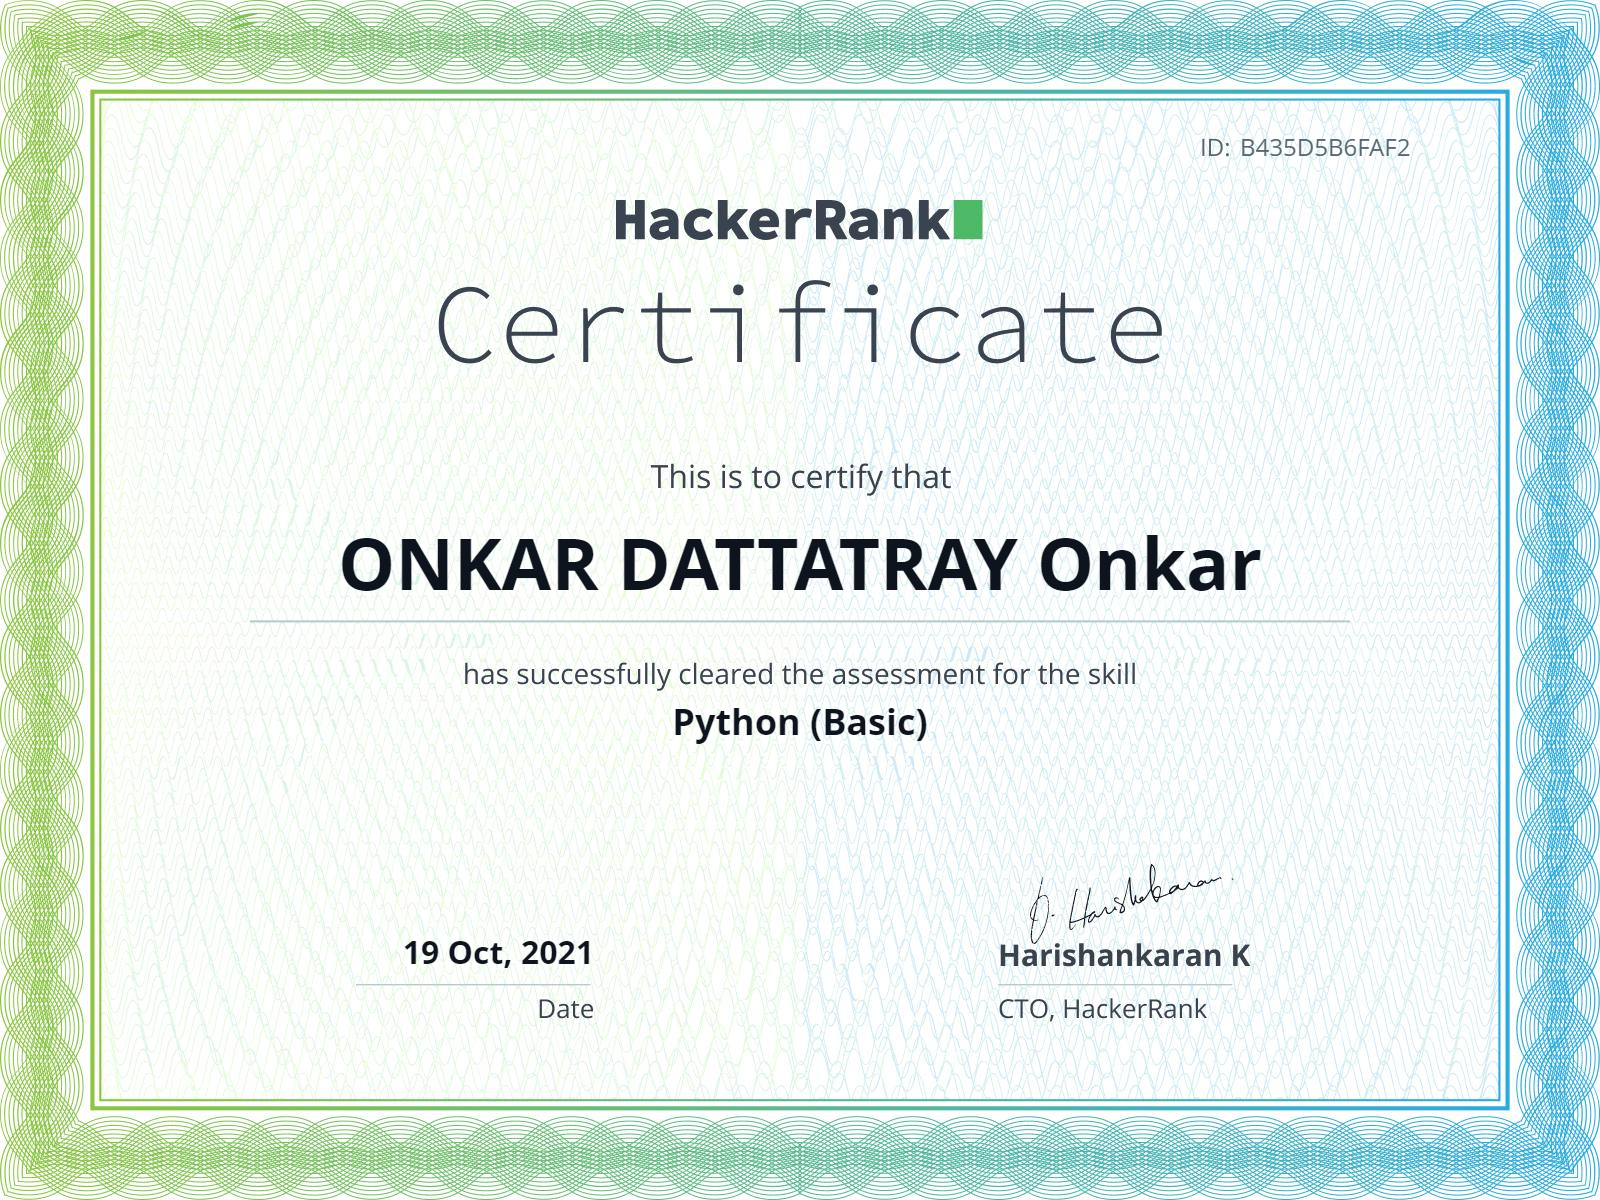 ID: B435D5B6FAF2
HackerRank
Certificate
This is to certify that
ONKAR DATTATRAY Onkar
has successfully cleared the assessment for the skill
Python (Basic)
19 Oct, 2021
Date
Harishankaran K
CTO, HackerRank